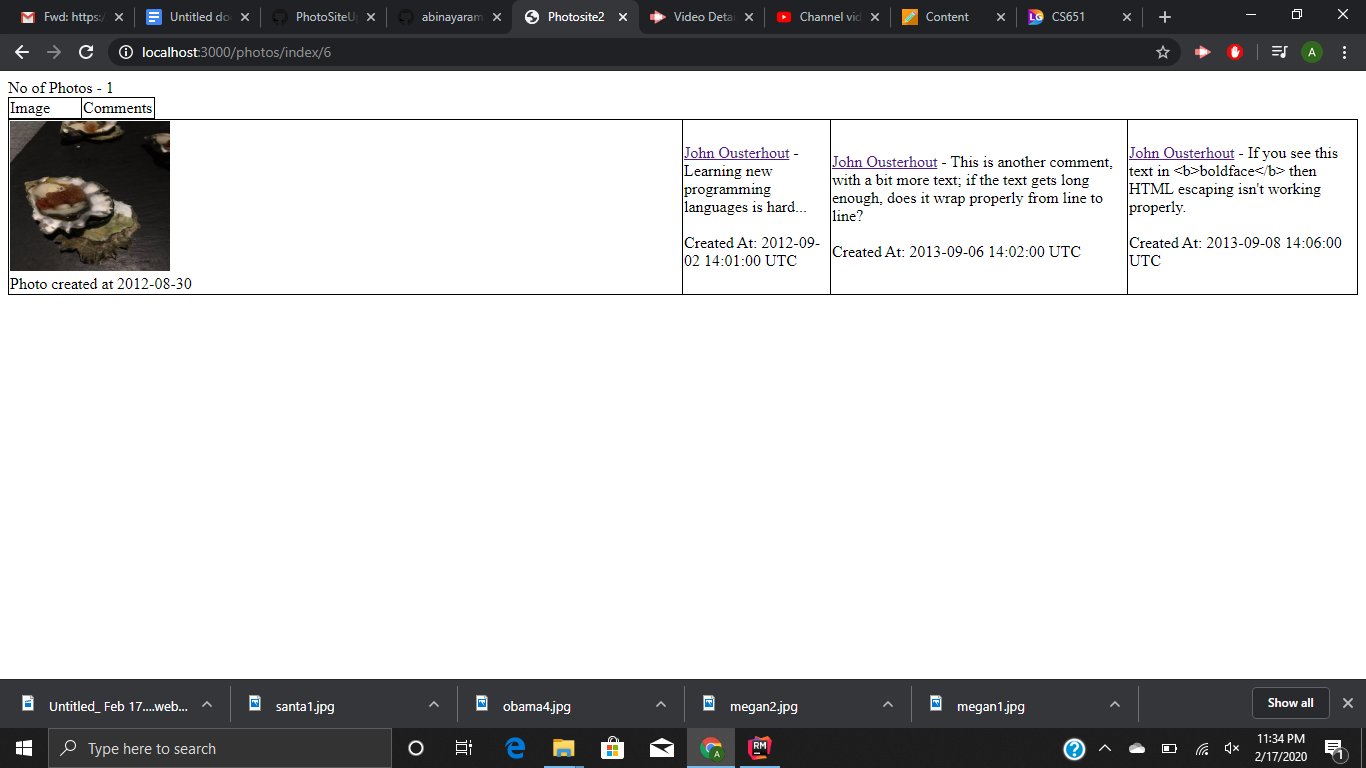 Fwd: https:/
Untitled do
PhotoSiteU
abinayaram
Photosite2
Video Deta
Channel vid
Content
LG
CS651
localhost:3000/photos/index/6
A
No of Photos - 1
Image
Comments
Photo created at 2012-08-30
John Ousterhout -
Learning new
programming
languages is hard...
Created At: 2012-09-
02 14:01:00 UTC
John Ousterhout - This is another comment,
with a bit more text; if the text gets long
enough, does it wrap properly from line to
line?
Created At: 2013-09-06 14:02:00 UTC
John Ousterhout - If you see this
text in <b>boldface</b> then
HTML escaping isn't working
properly.
Created At: 2013-09-08 14:06:00
UTC
Untitled_ Feb 17....web...
santa1.jpg
obama4.jpg
megan2.jpg
megan1.jpg
Show all
Type here to search
A
RM
11:34 PM
2/17/2020
1